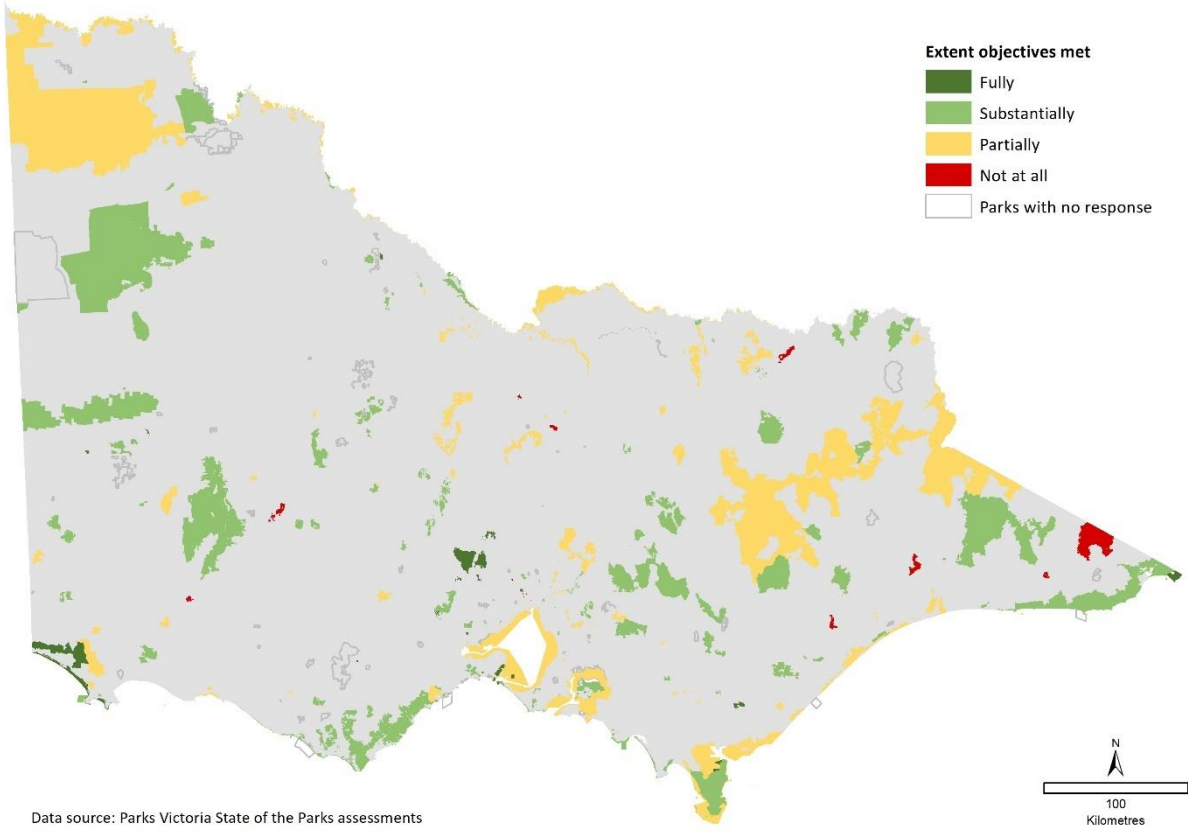 Extent objectives met
Fully
Substantially
Partially
Not at all
Parks with no response
N
100
Kilometres
Data source: Parks Victoria State of the Parks assessments